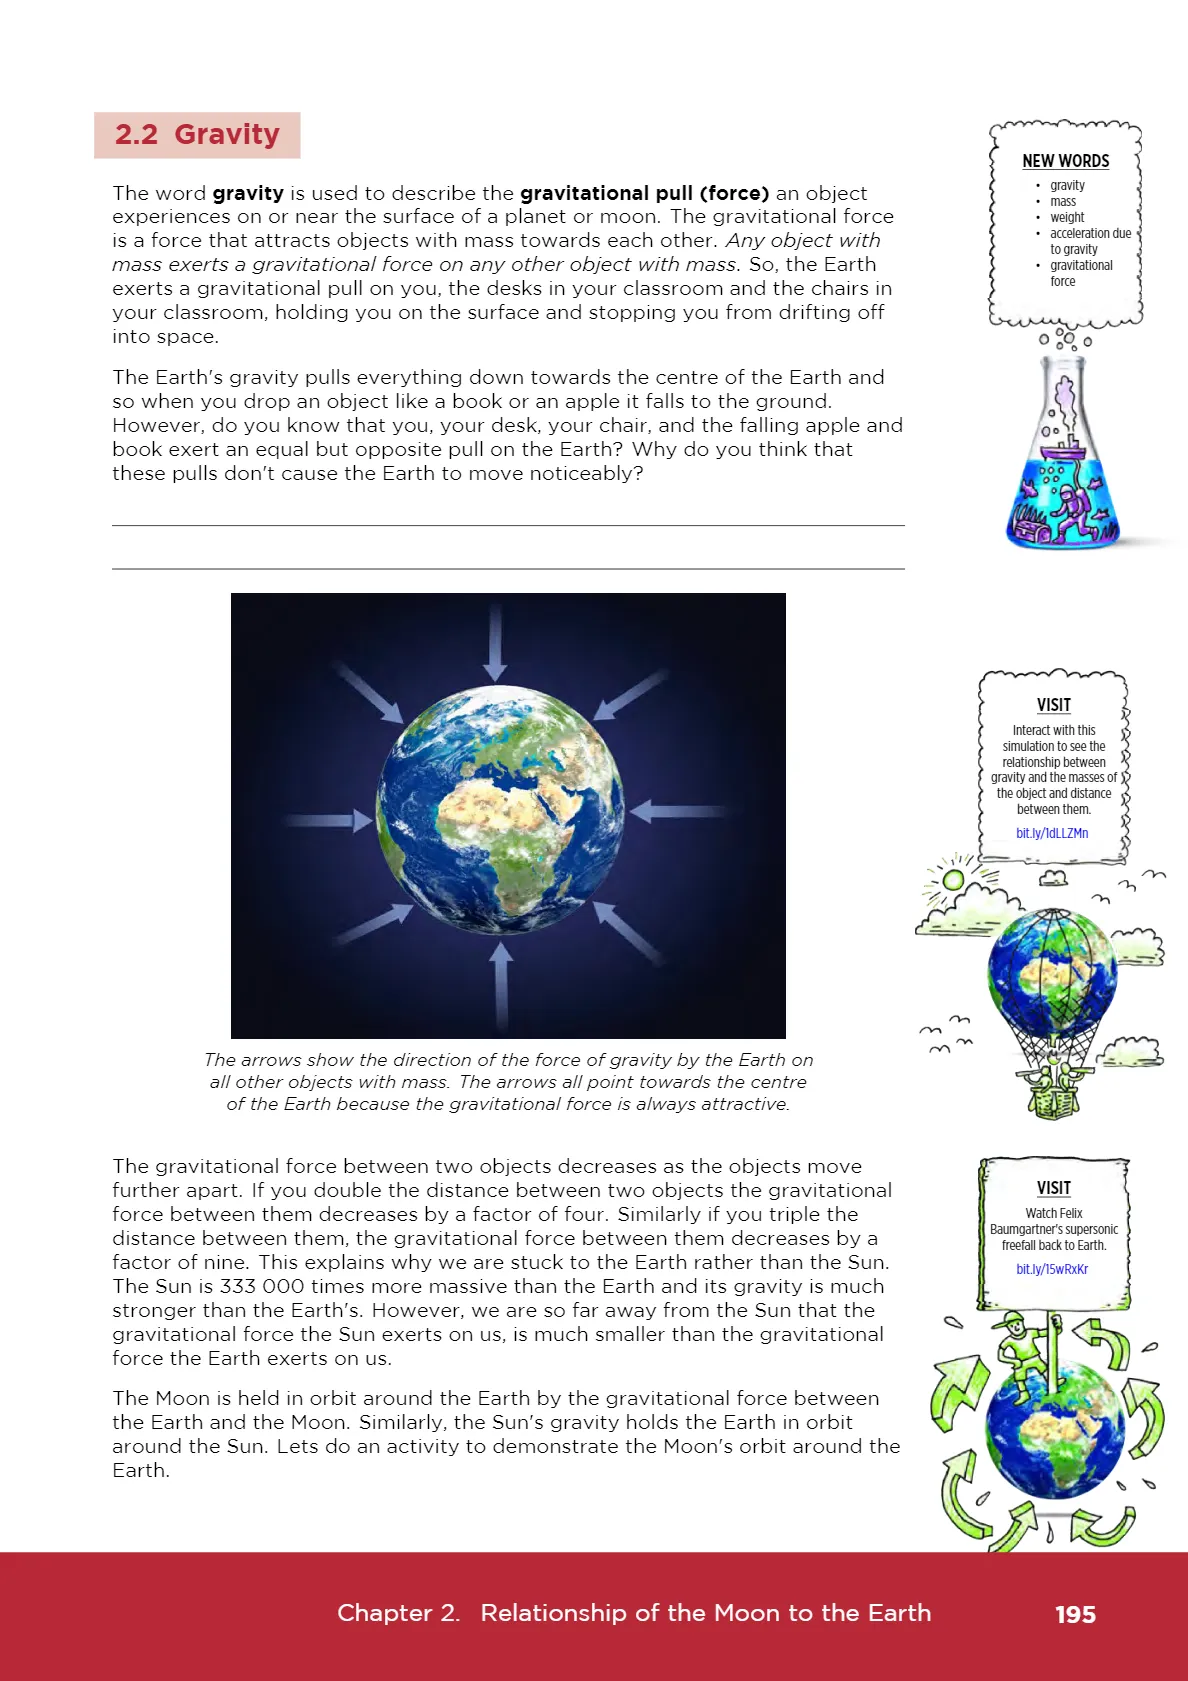 2.2 Gravity
The word gravity is used to describe the gravitational pull (force) an object
experiences on or near the surface of a planet or moon. The gravitational force
is a force that attracts objects with mass towards each other. Any object with
mass exerts a gravitational force on any other object with mass. So, the Earth
exerts a gravitational pull on you, the desks in your classroom and the chairs in
your classroom, holding you on the surface and stopping you from drifting off
into space.
The Earth's gravity pulls everything down towards the centre of the Earth and
so when you drop an object like a book or an apple it falls to the ground.
However, do you know that you, your desk, your chair, and the falling apple and
book exert an equal but opposite pull on the Earth? Why do you think that
these pulls don't cause the Earth to move noticeably?
The arrows show the direction of the force of gravity by the Earth on
all other objects with mass. The arrows all point towards the centre
of the Earth because the gravitational force is always attractive.
The gravitational force between two objects decreases as the objects move
further apart. If you double the distance between two objects the gravitational
force between them decreases by a factor of four. Similarly if you triple the
distance between them, the gravitational force between them decreases by a
factor of nine. This explains why we are stuck to the Earth rather than the Sun.
The Sun is 333 000 times more massive than the Earth and its gravity is much
stronger than the Earth's. However, we are so far away from the Sun that the
gravitational force the Sun exerts on us, is much smaller than the gravitational
force the Earth exerts on us.
The Moon is held in orbit around the Earth by the gravitational force between
the Earth and the Moon. Similarly, the Sun's gravity holds the Earth in orbit
around the Sun. Lets do an activity to demonstrate the Moon's orbit around the
Earth.
NEW WORDS
• gravity
• mass
• weight
• acceleration due
to gravity
• gravitational
force
VISIT
Interact with this
simulation to see the
relationship between
gravity and the masses of
the object and distance
between them.
bit.ly/1dLLZMn
VISIT
Watch Felix
Baumgartner's supersonic
freefall back to Earth.
bit.ly/15wRxKr
Chapter 2. Relationship of the Moon to the Earth 195